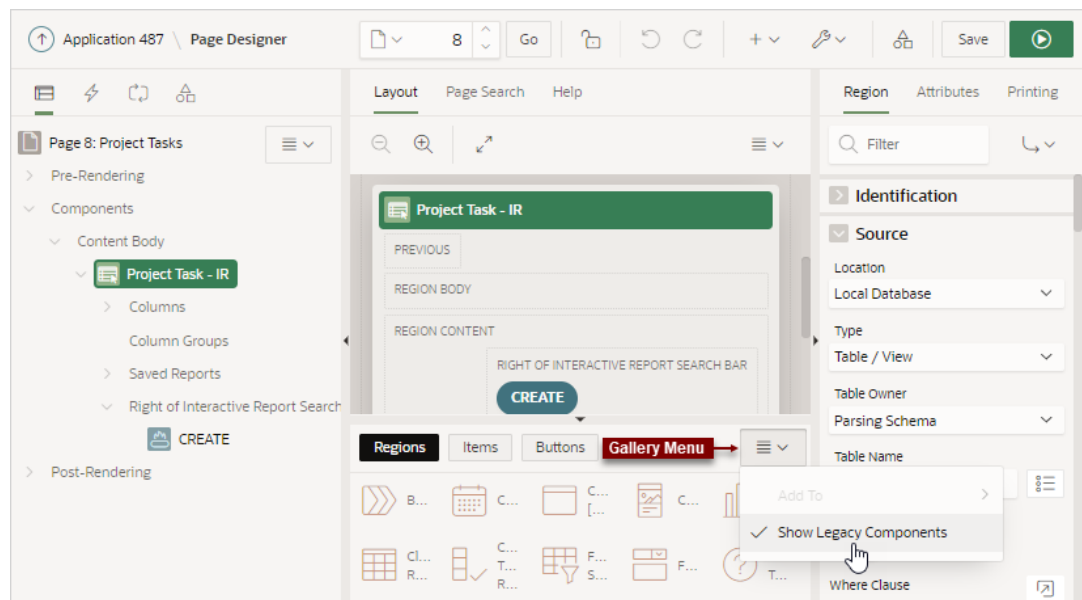 Application 487 \ Page Designer
8
Go
Save
Layout
Page Search
Help
Region
Attributes
Printing
Page 8: Project Tasks
Pre-Rendering
Components
Content Body
Project Task - IR
Columns
Column Groups
Saved Reports
Right of Interactive Report Search
CREATE
Post-Rendering
Project Task - IR
PREVIOUS
REGION BODY
REGION CONTENT
RIGHT OF INTERACTIVE REPORT SEARCH BAR
CREATE
Regions
Items
Buttons
Gallery Menu
B...
C...
C...
[...
C...
Cl...
R...
C...
T...
R...
F...
S...
F...
T...
Add To
Show Legacy Components
Filter
Identification
Source
Location
Local Database
Type
Table / View
Table Owner
Parsing Schema
Table Name
Where Clause